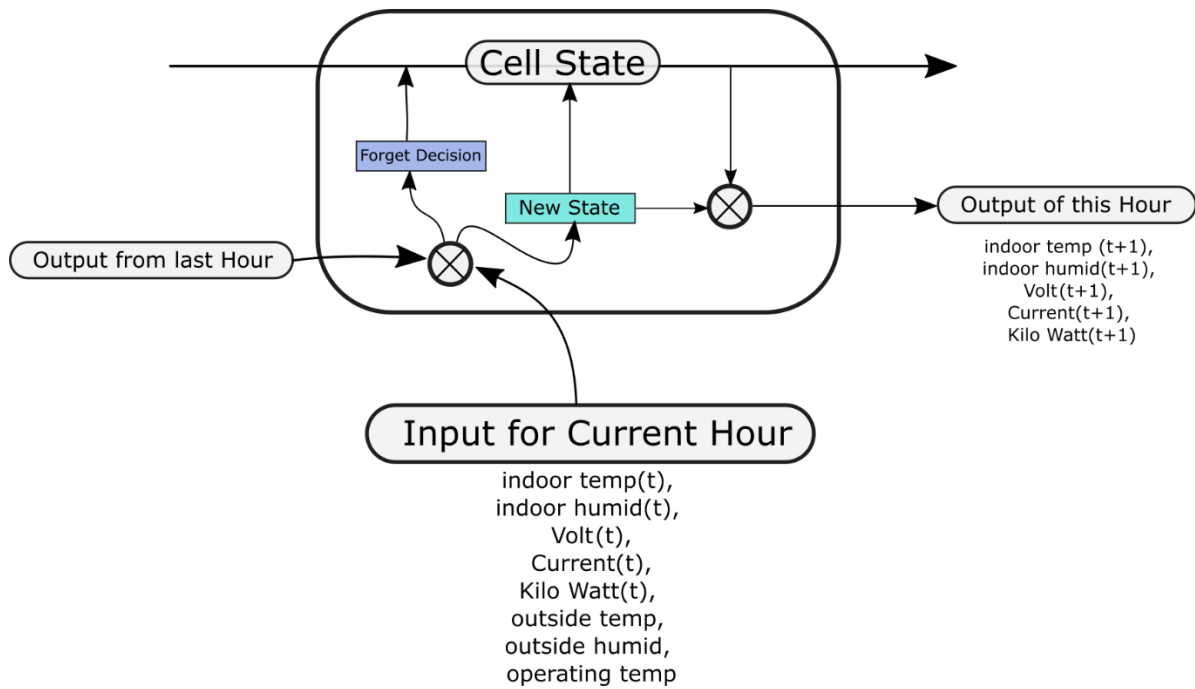 Cell State
Forget Decision
New State
Output of this Hour
indoor temp (t+1),
indoor humid(t+1),
Volt(t+1),
Current(t+1),
Kilo Watt(t+1)
Output from last Hour
Input for Current Hour
indoor temp(t),
indoor humid(t),
Volt(t),
Current(t),
Kilo Watt(t),
outside temp,
outside humid,
operating temp